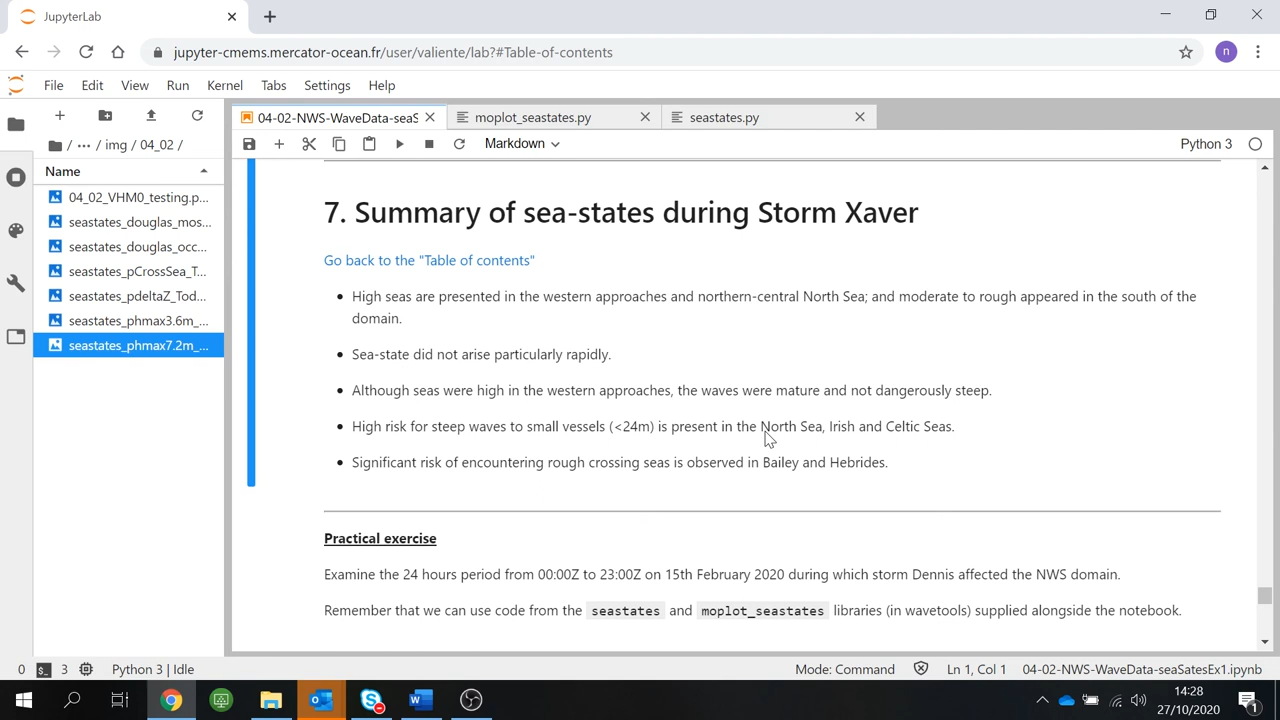 JupyterLab
jupyter-cmems.mercator-ocean.fr/user/valiente/lab?#Table-of-contents
n
File Edit View Run Kernel Tabs Settings Help
04-02-NWS-WaveData-seaS
moplot_seastates.py
seastates.py
/ ··· / img / 04_02 /
Markdown
Python 3
Name
04_02_VHM0_testing.p...
seastates_douglas_mos...
seastates_douglas_occ...
seastates_pCrossSea_T...
seastates_pdeltaZ_Tod...
seastates_phmax3.6m_...
seastates_phmax7.2m_...
7. Summary of sea-states during Storm Xaver
Go back to the "Table of contents"
• High seas are presented in the western approaches and northern-central North Sea; and moderate to rough appeared in the south of the
domain.
• Sea-state did not arise particularly rapidly.
• Although seas were high in the western approaches, the waves were mature and not dangerously steep.
• High risk for steep waves to small vessels (<24m) is present in the North Sea, Irish and Celtic Seas.
• Significant risk of encountering rough crossing seas is observed in Bailey and Hebrides.
Practical exercise
Examine the 24 hours period from 00:00Z to 23:00Z on 15th February 2020 during which storm Dennis affected the NWS domain.
Remember that we can use code from the seastates and moplot_seastates libraries (in wavetools) supplied alongside the notebook.
0 3 Python 3 | Idle
Mode: Command Ln 1, Col 1 04-02-NWS-WaveData-seaSatesEx1.ipynb
14:28
27/10/2020
1